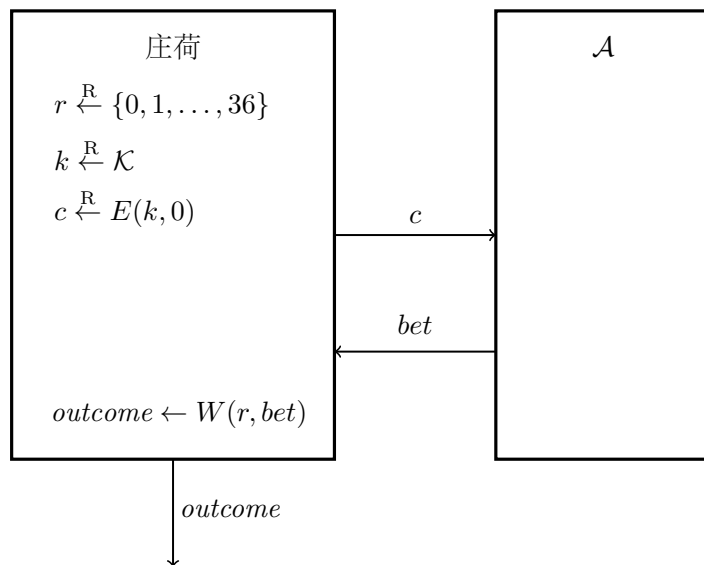 庄荷
𝒜
r ←ᴿ {0, 1, . . . , 36}
k ←ᴿ 𝒦
c ←ᴿ E(k, 0)
c
bet
outcome ← W(r, bet)
outcome